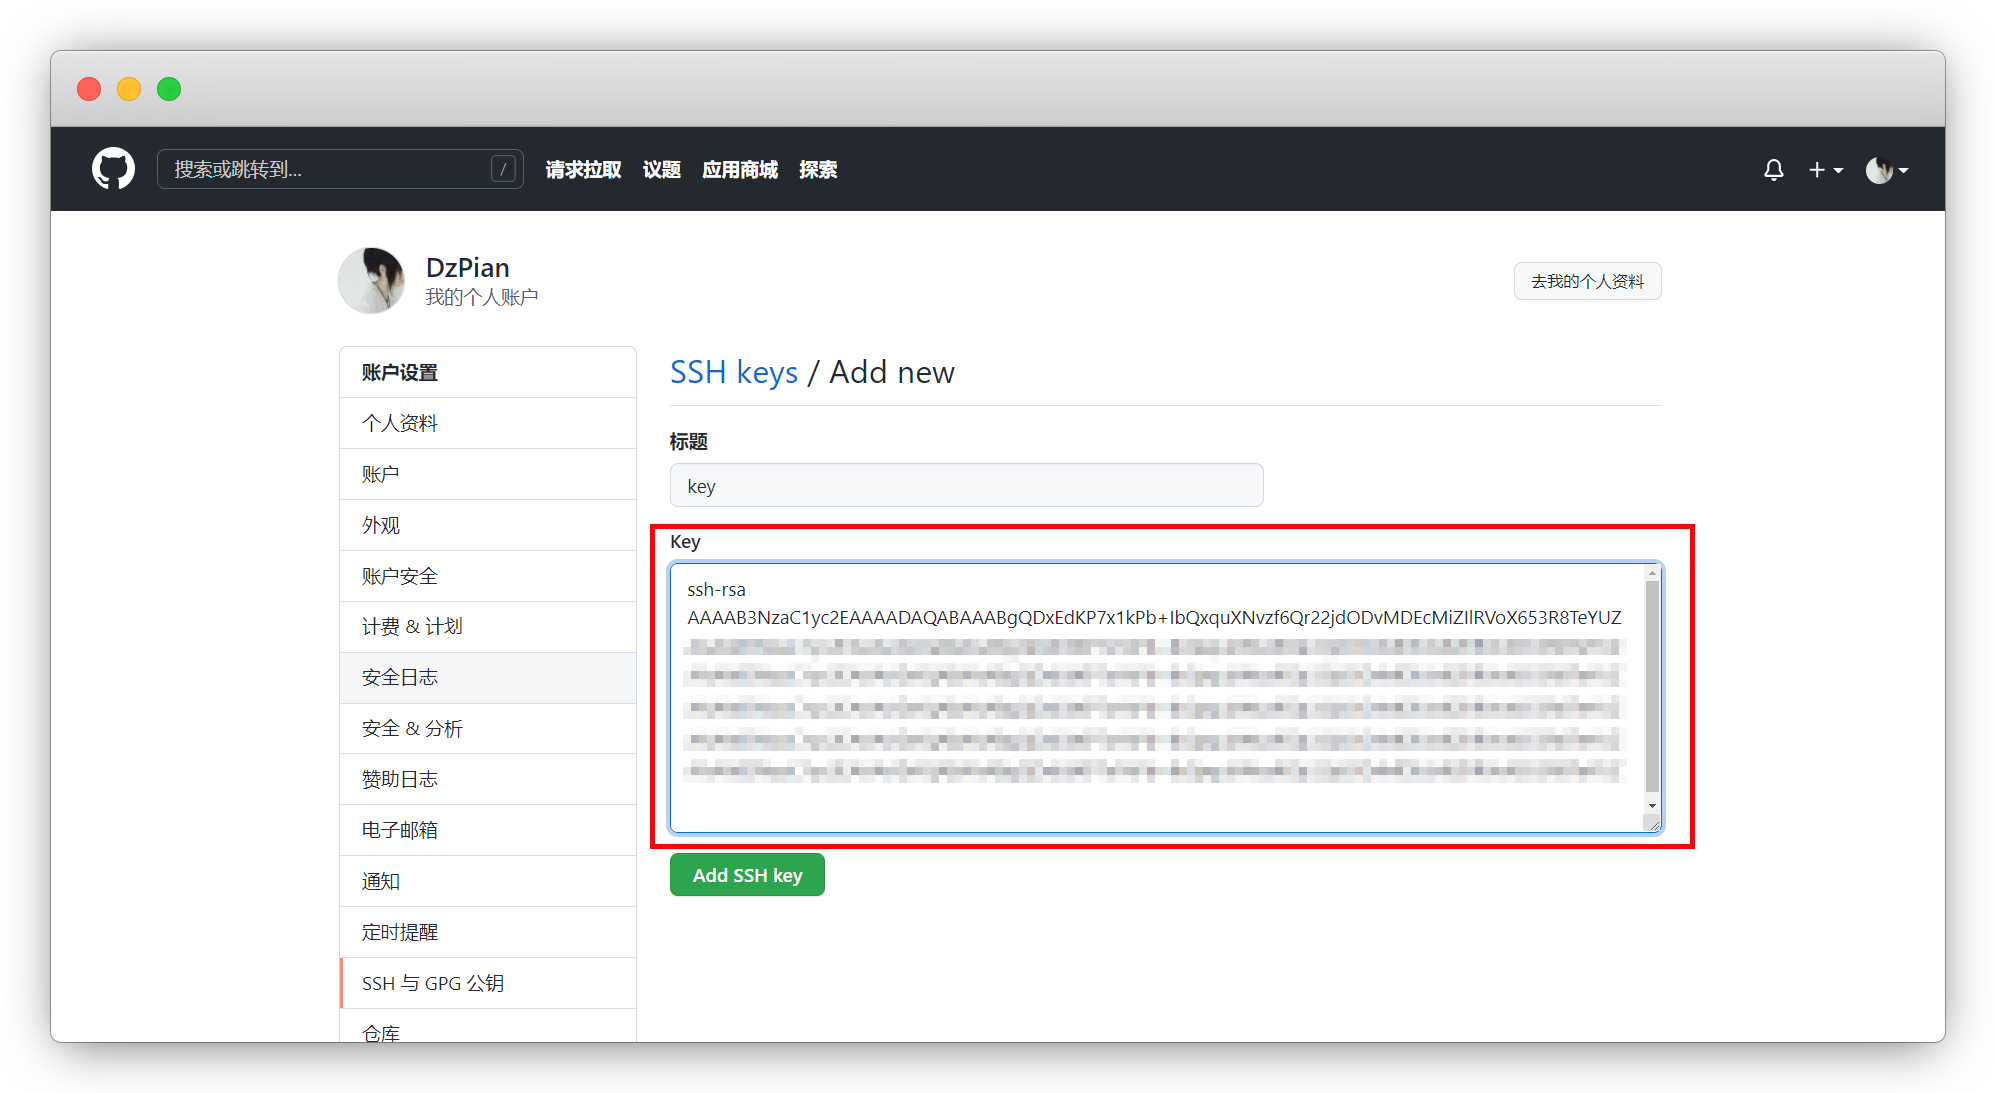 搜索或跳转到... /
请求拉取 议题 应用商城 探索
DzPian
我的个人账户
去我的个人资料
账户设置
个人资料
账户
外观
账户安全
计费 & 计划
安全日志
安全 & 分析
赞助日志
电子邮箱
通知
定时提醒
SSH 与 GPG 公钥
仓库
SSH keys / Add new
标题
key
Key
ssh-rsa
AAAAB3NzaC1yc2EAAAADAQABAAABgQDxEdKP7x1kPb+IbQxquXNvzf6Qr22jdODvMDEcMiZIlRVoX653R8TeYUZ
Add SSH key